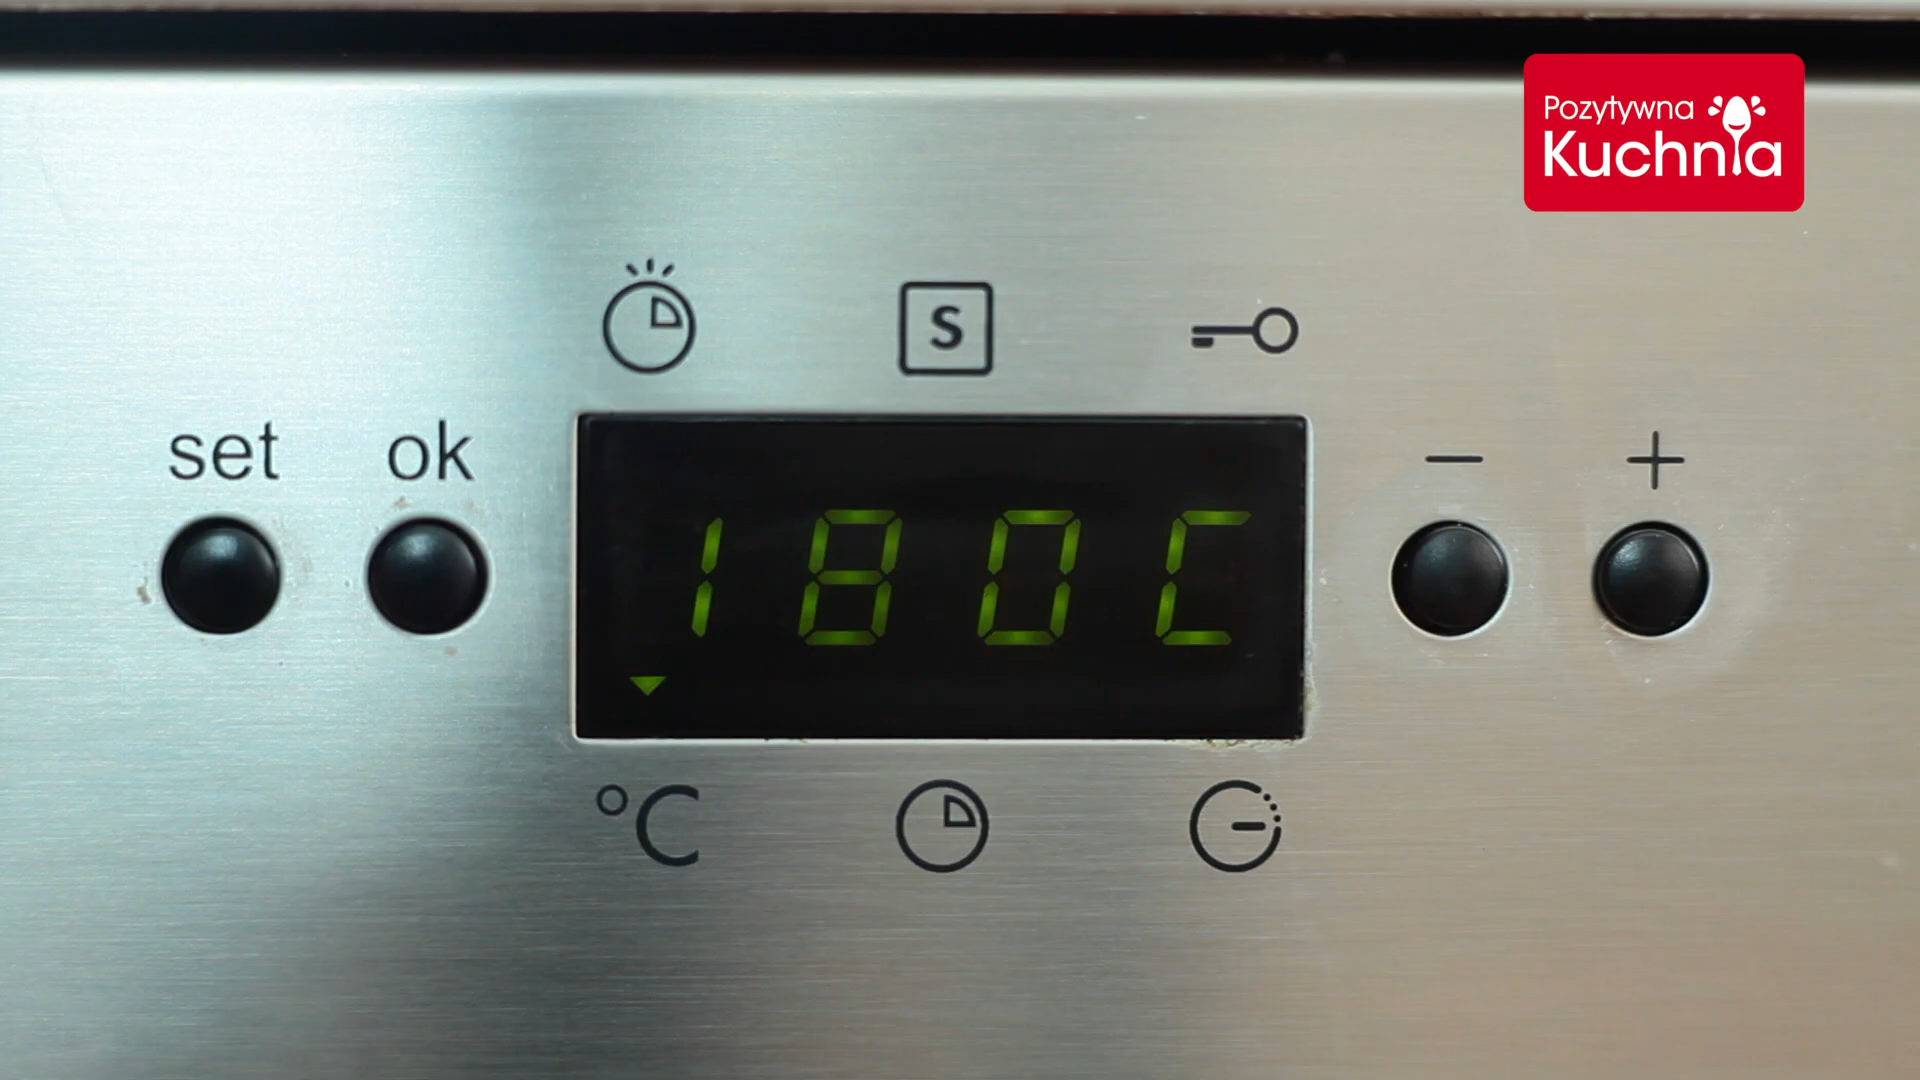 Pozytywna
Kuchnia
S
set ok
− +
180C
°C